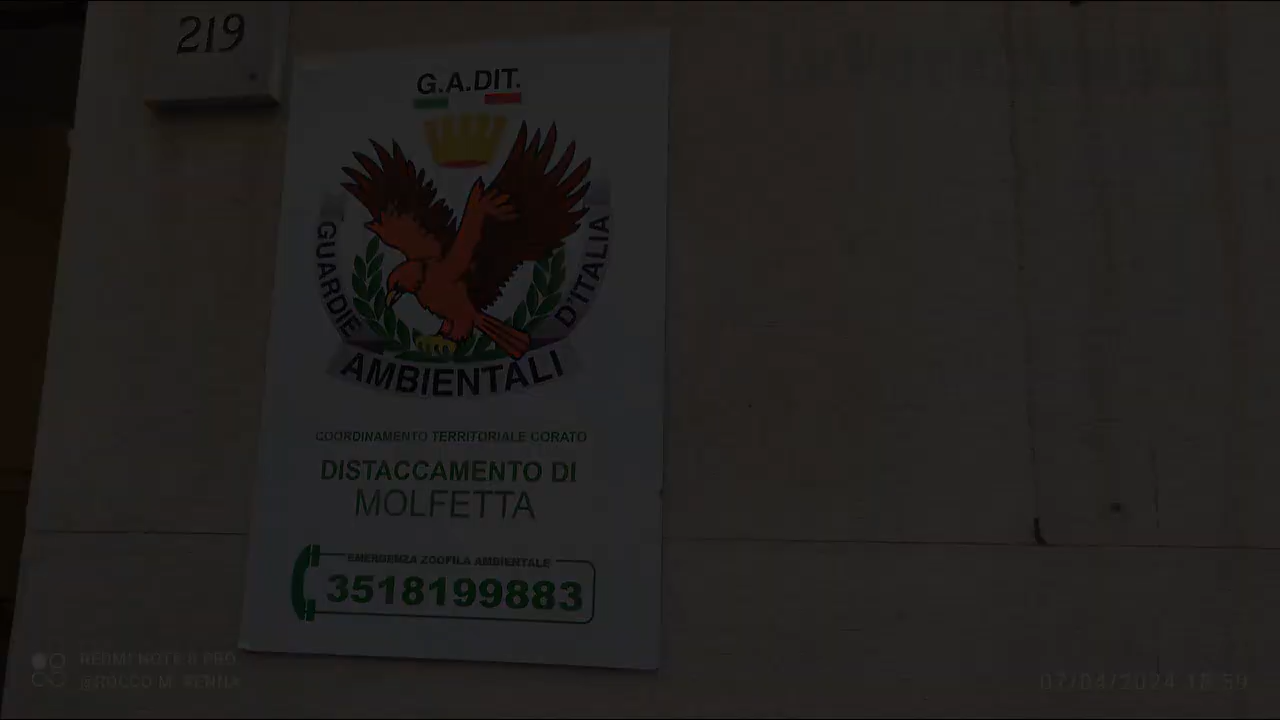 219
G.A.DIT.
GUARDIE
AMBIENTALI
D'ITALIA
COORDINAMENTO TERRITORIALE CORATO
DISTACCAMENTO DI
MOLFETTA
EMERGENZA ZOOFILA AMBIENTALE
3518199883
REDMI NOTE 8 PRO
@ROCCO M.
07/04/2024